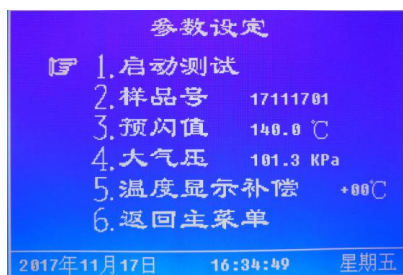 参数设定
☞ 1.启动测试
2.样品号 17111701
3.预闪值 140.0 ℃
4.大气压 101.3 KPa
5.温度显示补偿 +00℃
6.返回主菜单
2017年11月17日 16:34:49 星期五